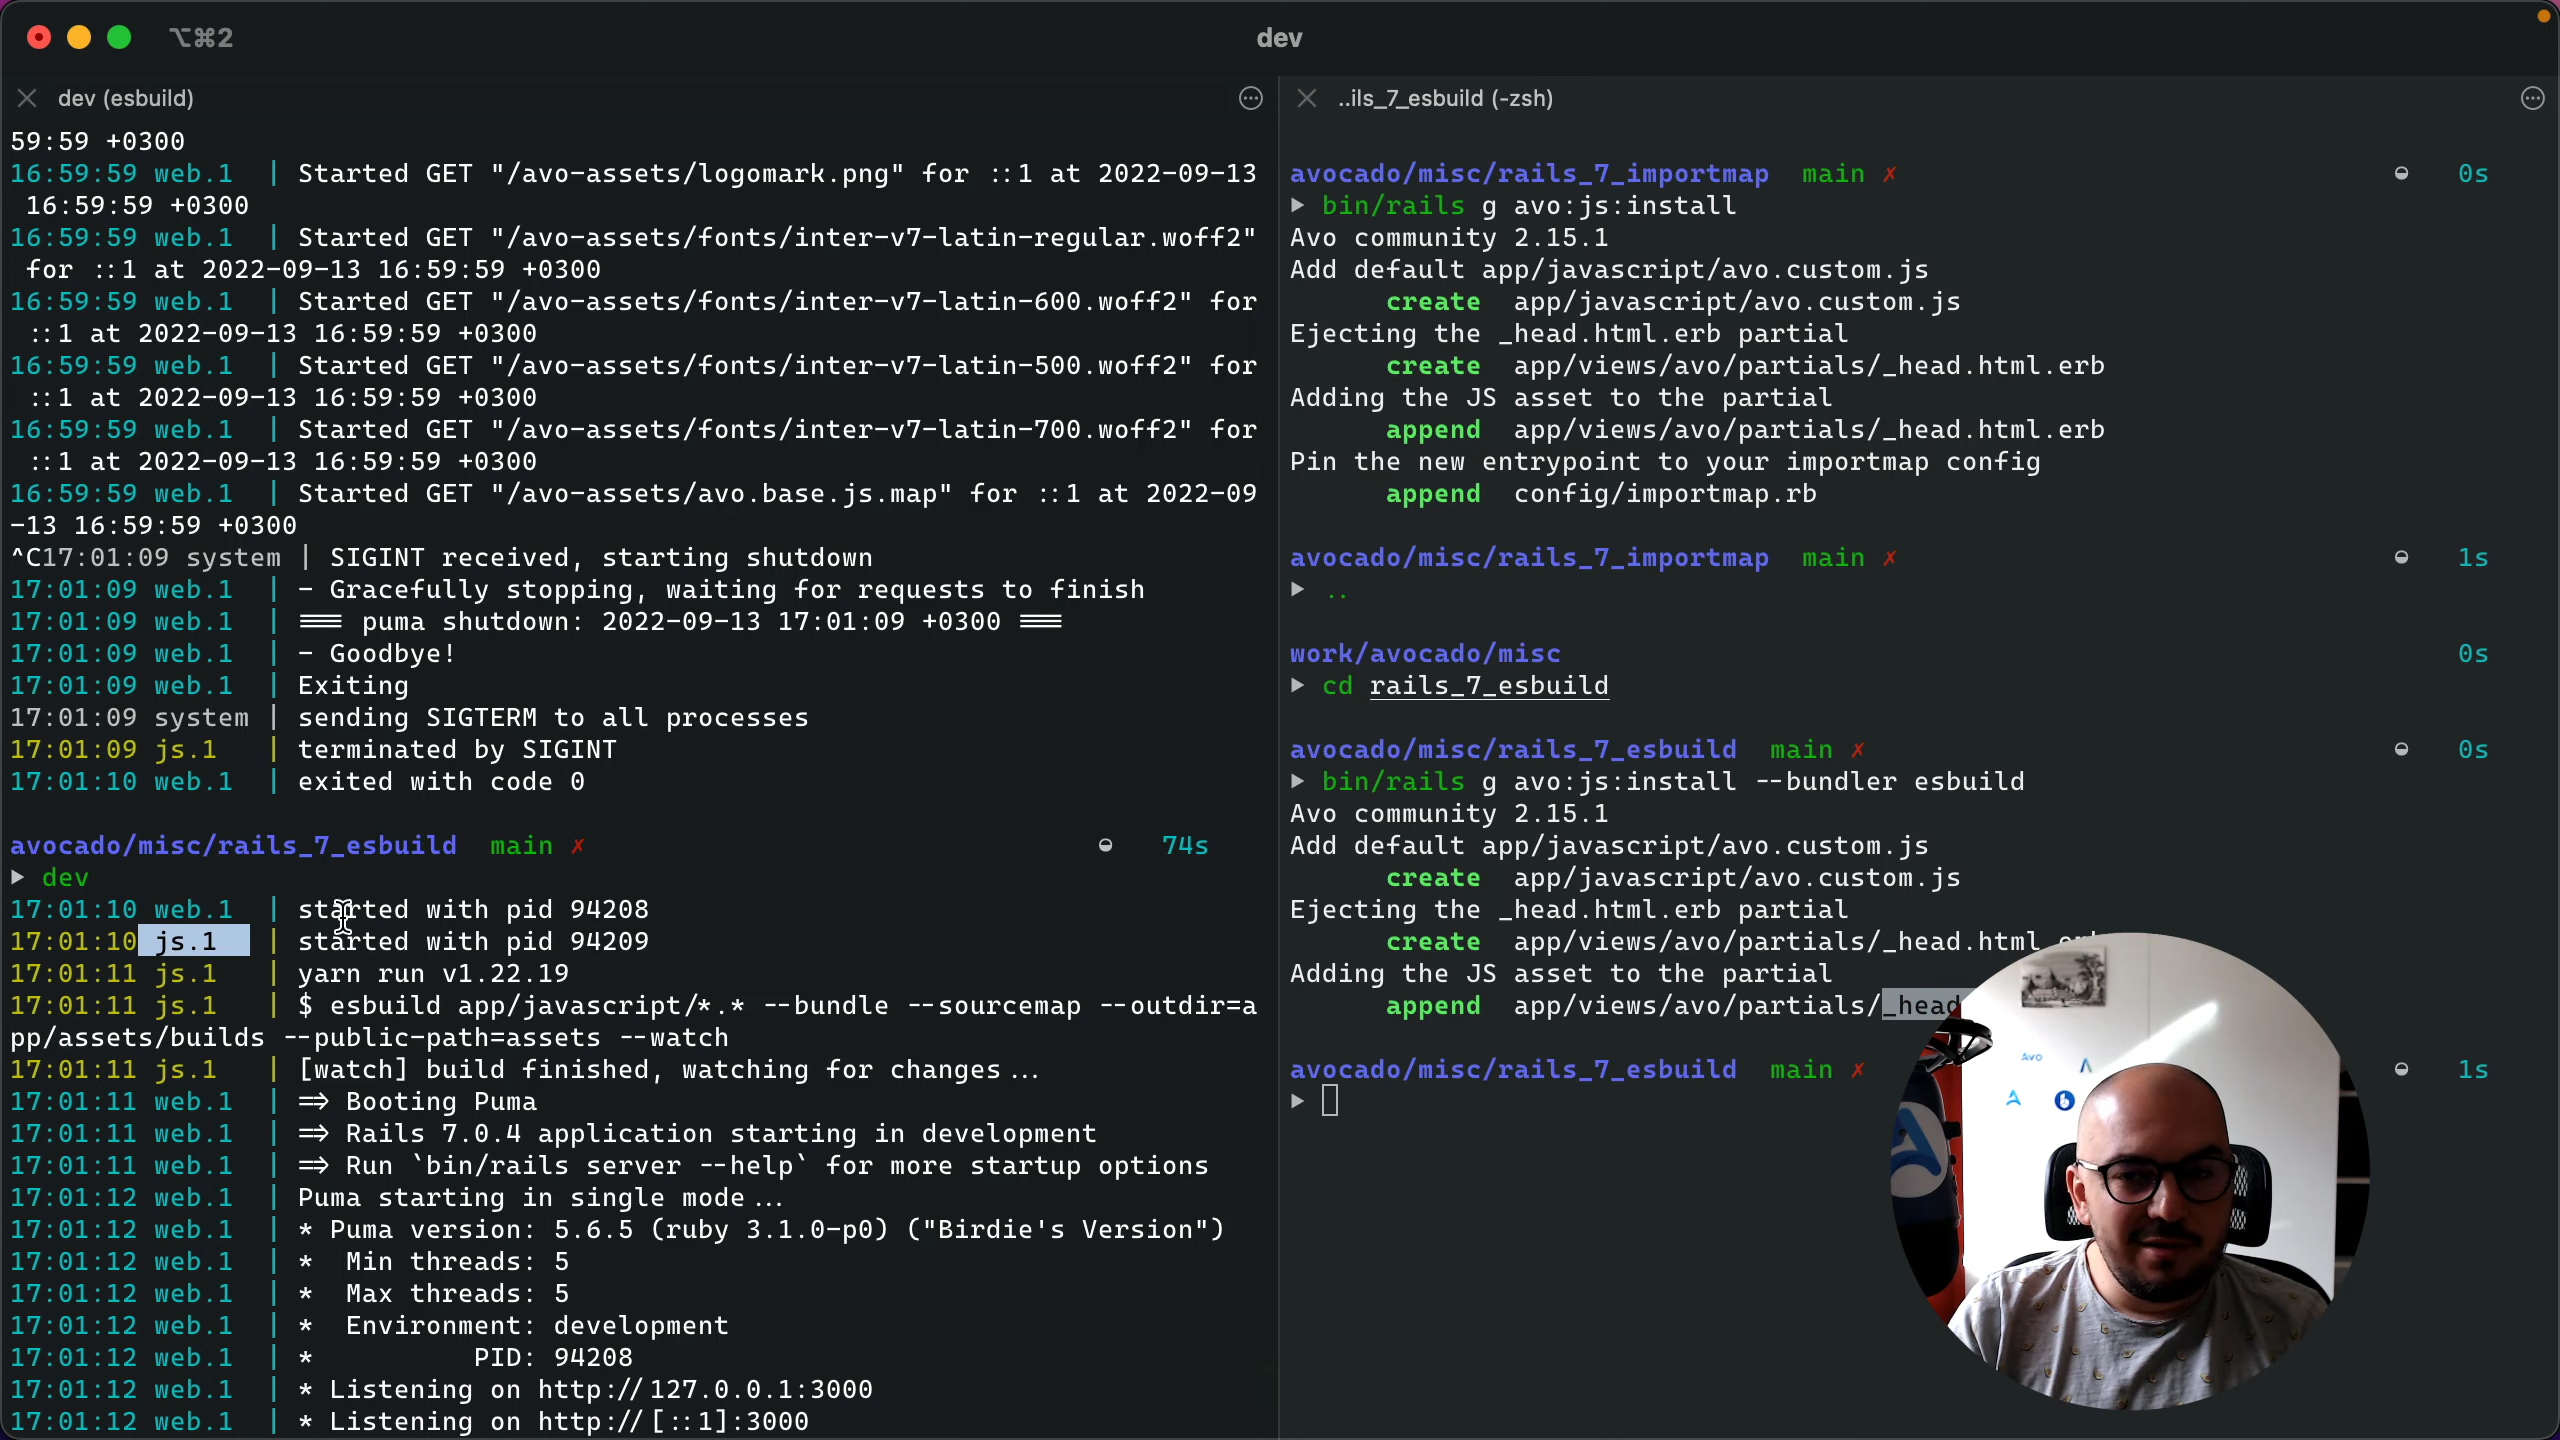 ⌥⌘2
dev
dev (esbuild)
59:59 +0300
16:59:59 web.1 | Started GET "/avo-assets/logomark.png" for ::1 at 2022-09-13
16:59:59 +0300
16:59:59 web.1 | Started GET "/avo-assets/fonts/inter-v7-latin-regular.woff2"
for ::1 at 2022-09-13 16:59:59 +0300
16:59:59 web.1 | Started GET "/avo-assets/fonts/inter-v7-latin-600.woff2" for
::1 at 2022-09-13 16:59:59 +0300
16:59:59 web.1 | Started GET "/avo-assets/fonts/inter-v7-latin-500.woff2" for
::1 at 2022-09-13 16:59:59 +0300
16:59:59 web.1 | Started GET "/avo-assets/fonts/inter-v7-latin-700.woff2" for
::1 at 2022-09-13 16:59:59 +0300
16:59:59 web.1 | Started GET "/avo-assets/avo.base.js.map" for ::1 at 2022-09
-13 16:59:59 +0300
^C17:01:09 system | SIGINT received, starting shutdown
17:01:09 web.1 | - Gracefully stopping, waiting for requests to finish
17:01:09 web.1 | === puma shutdown: 2022-09-13 17:01:09 +0300 ===
17:01:09 web.1 | - Goodbye!
17:01:09 web.1 | Exiting
17:01:09 system | sending SIGTERM to all processes
17:01:09 js.1 | terminated by SIGINT
17:01:10 web.1 | exited with code 0
avocado/misc/rails_7_esbuild main ✗ 74s
▶ dev
17:01:10 web.1 | started with pid 94208
17:01:10 js.1 | started with pid 94209
17:01:11 js.1 | yarn run v1.22.19
17:01:11 js.1 | $ esbuild app/javascript/*.* --bundle --sourcemap --outdir=a
pp/assets/builds --public-path=assets --watch
17:01:11 js.1 | [watch] build finished, watching for changes...
17:01:11 web.1 | => Booting Puma
17:01:11 web.1 | => Rails 7.0.4 application starting in development
17:01:11 web.1 | => Run `bin/rails server --help` for more startup options
17:01:12 web.1 | Puma starting in single mode...
17:01:12 web.1 | * Puma version: 5.6.5 (ruby 3.1.0-p0) ("Birdie's Version")
17:01:12 web.1 | * Min threads: 5
17:01:12 web.1 | * Max threads: 5
17:01:12 web.1 | * Environment: development
17:01:12 web.1 | * PID: 94208
17:01:12 web.1 | * Listening on http://127.0.0.1:3000
17:01:12 web.1 | * Listening on http://[::1]:3000
..ils_7_esbuild (-zsh)
avocado/misc/rails_7_importmap main ✗ 0s
▶ bin/rails g avo:js:install
Avo community 2.15.1
Add default app/javascript/avo.custom.js
create app/javascript/avo.custom.js
Ejecting the _head.html.erb partial
create app/views/avo/partials/_head.html.erb
Adding the JS asset to the partial
append app/views/avo/partials/_head.html.erb
Pin the new entrypoint to your importmap config
append config/importmap.rb
avocado/misc/rails_7_importmap main ✗ 1s
▶ ..
work/avocado/misc 0s
▶ cd rails_7_esbuild
avocado/misc/rails_7_esbuild main ✗ 0s
▶ bin/rails g avo:js:install --bundler esbuild
Avo community 2.15.1
Add default app/javascript/avo.custom.js
create app/javascript/avo.custom.js
Ejecting the _head.html.erb partial
create app/views/avo/partials/_head.html
Adding the JS asset to the partial
append app/views/avo/partials/_head
avocado/misc/rails_7_esbuild main ✗ 1s
▶
Avo